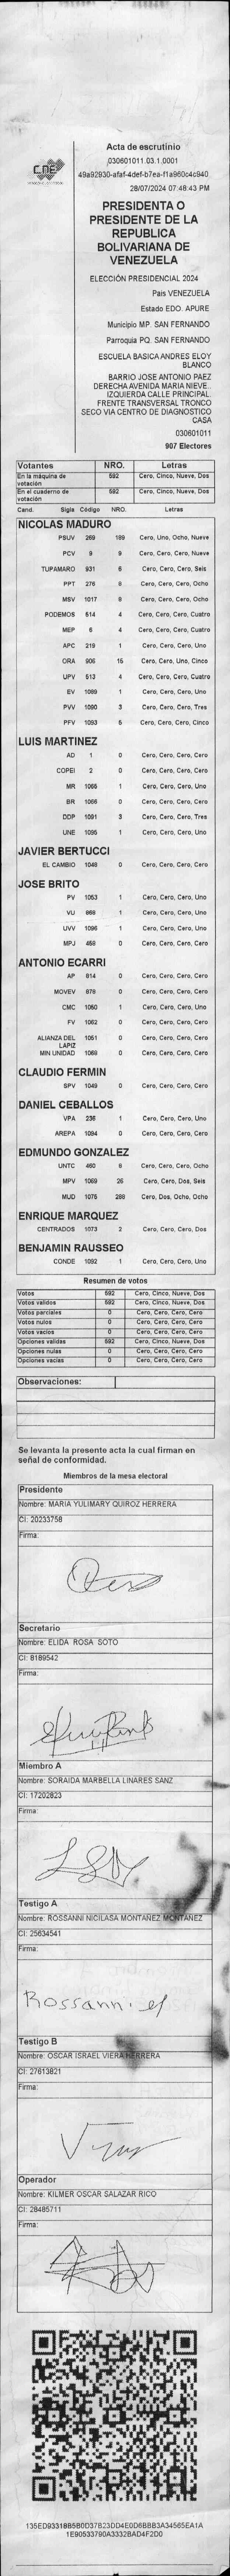 CNE
Acta de escrutinio
030601011.03.1.0001
49a92930-afaf-4def-b7ea-f1a960c4c940
28/07/2024 07:48:43 PM
PRESIDENTA O
PRESIDENTE DE LA
REPUBLICA
BOLIVARIANA DE
VENEZUELA
ELECCIÓN PRESIDENCIAL 2024
Pais VENEZUELA
Estado EDO. APURE
Municipio MP. SAN FERNANDO
Parroquia PQ. SAN FERNANDO
ESCUELA BASICA ANDRES ELOY
BLANCO
BARRIO JOSE ANTONIO PAEZ
DERECHA AVENIDA MARIA NIEVE..
IZQUIERDA CALLE PRINCIPAL.
FRENTE TRANSVERSAL TRONCO
SECO VIA CENTRO DE DIAGNOSTICO
CASA
030601011
907 Electores
Votantes NRO. Letras
En la máquina de votación 592 Cero, Cinco, Nueve, Dos
En el cuaderno de votación 592 Cero, Cinco, Nueve, Dos
Cand. Sigla Código NRO. Letras
NICOLAS MADURO
PSUV 269 189 Cero, Uno, Ocho, Nueve
PCV 9 9 Cero, Cero, Cero, Nueve
TUPAMARO 931 6 Cero, Cero, Cero, Seis
PPT 276 8 Cero, Cero, Cero, Ocho
MSV 1017 8 Cero, Cero, Cero, Ocho
PODEMOS 514 4 Cero, Cero, Cero, Cuatro
MEP 6 4 Cero, Cero, Cero, Cuatro
APC 219 1 Cero, Cero, Cero, Uno
ORA 906 15 Cero, Cero, Uno, Cinco
UPV 513 4 Cero, Cero, Cero, Cuatro
EV 1089 1 Cero, Cero, Cero, Uno
PVV 1090 3 Cero, Cero, Cero, Tres
PFV 1093 5 Cero, Cero, Cero, Cinco
LUIS MARTINEZ
AD 1 0 Cero, Cero, Cero, Cero
COPEI 2 0 Cero, Cero, Cero, Cero
MR 1065 1 Cero, Cero, Cero, Uno
BR 1066 0 Cero, Cero, Cero, Cero
DDP 1091 3 Cero, Cero, Cero, Tres
UNE 1095 1 Cero, Cero, Cero, Uno
JAVIER BERTUCCI
EL CAMBIO 1048 0 Cero, Cero, Cero, Cero
JOSE BRITO
PV 1053 1 Cero, Cero, Cero, Uno
VU 868 1 Cero, Cero, Cero, Uno
UVV 1096 1 Cero, Cero, Cero, Uno
MPJ 458 0 Cero, Cero, Cero, Cero
ANTONIO ECARRI
AP 814 0 Cero, Cero, Cero, Cero
MOVEV 878 0 Cero, Cero, Cero, Cero
CMC 1050 1 Cero, Cero, Cero, Uno
FV 1062 0 Cero, Cero, Cero, Cero
ALIANZA DEL LAPIZ 1051 0 Cero, Cero, Cero, Cero
MIN UNIDAD 1068 0 Cero, Cero, Cero, Cero
CLAUDIO FERMIN
SPV 1049 0 Cero, Cero, Cero, Cero
DANIEL CEBALLOS
VPA 236 1 Cero, Cero, Cero, Uno
AREPA 1094 0 Cero, Cero, Cero, Cero
EDMUNDO GONZALEZ
UNTC 460 8 Cero, Cero, Cero, Ocho
MPV 1069 26 Cero, Cero, Dos, Seis
MUD 1075 288 Cero, Dos, Ocho, Ocho
ENRIQUE MARQUEZ
CENTRADOS 1073 2 Cero, Cero, Cero, Dos
BENJAMIN RAUSSEO
CONDE 1092 1 Cero, Cero, Cero, Uno
Resumen de votos
Votos 592 Cero, Cinco, Nueve, Dos
Votos validos 592 Cero, Cinco, Nueve, Dos
Votos parciales 0 Cero, Cero, Cero, Cero
Votos nulos 0 Cero, Cero, Cero, Cero
Votos vacios 0 Cero, Cero, Cero, Cero
Opciones validas 592 Cero, Cinco, Nueve, Dos
Opciones nulas 0 Cero, Cero, Cero, Cero
Opciones vacias 0 Cero, Cero, Cero, Cero
Observaciones:
Se levanta la presente acta la cual firman en
señal de conformidad.
Miembros de la mesa electoral
Presidente
Nombre: MARIA YULIMARY QUIROZ HERRERA
CI: 20233758
Firma:
Secretario
Nombre: ELIDA ROSA SOTO
CI: 8189542
Firma:
Miembro A
Nombre: SORAIDA MARBELLA LINARES SANZ
CI: 17202823
Firma:
Testigo A
Nombre: ROSSANNI NICILASA MONTAÑEZ MONTAÑEZ
CI: 25634541
Firma:
Rossanni
Testigo B
Nombre: OSCAR ISRAEL VIERA HERRERA
CI: 27613821
Firma:
Operador
Nombre: KILMER OSCAR SALAZAR RICO
CI: 28485711
Firma:
135ED93318B5B0D37B23DD4E0D6BBB3A34565EA1A
1E90533790A3332BAD4F2D0